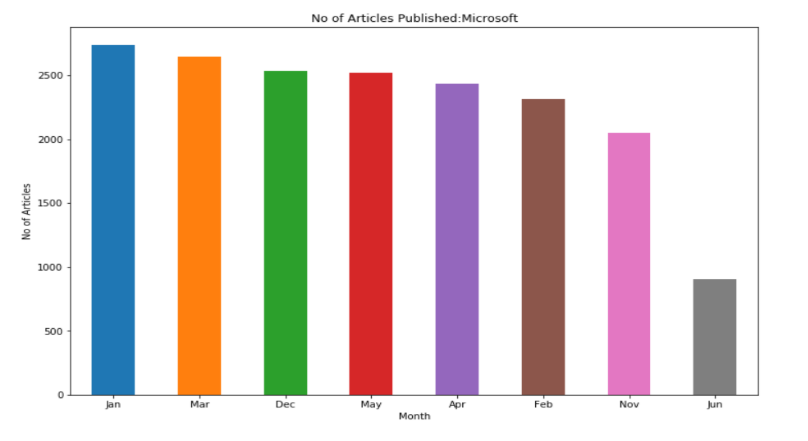 No of Articles Published:Microsoft
No of Articles
2500
2000
1500
1000
500
0
Jan Mar Dec May Apr Feb Nov Jun
Month